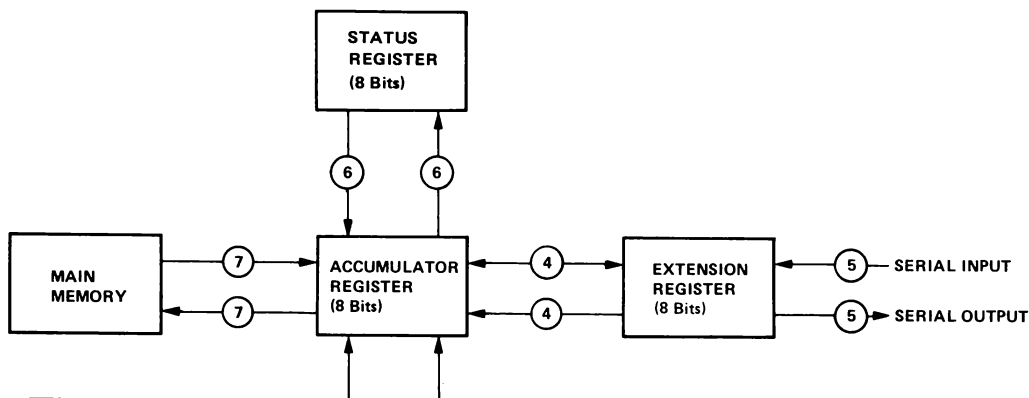 STATUS
REGISTER
(8 Bits)
6
6
MAIN
MEMORY
7
7
ACCUMULATOR
REGISTER
(8 Bits)
4
4
EXTENSION
REGISTER
(8 Bits)
5
SERIAL INPUT
5
SERIAL OUTPUT